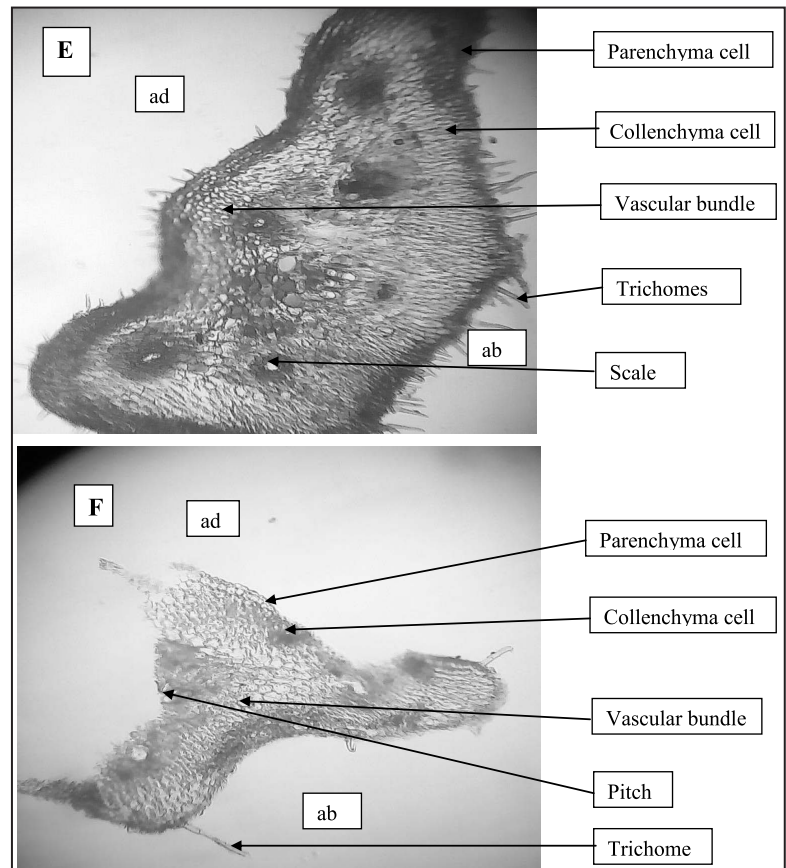 E
ad
Parenchyma cell
Collenchyma cell
Vascular bundle
Trichomes
ab
Scale
F
ad
Parenchyma cell
Collenchyma cell
Vascular bundle
Pitch
ab
Trichome